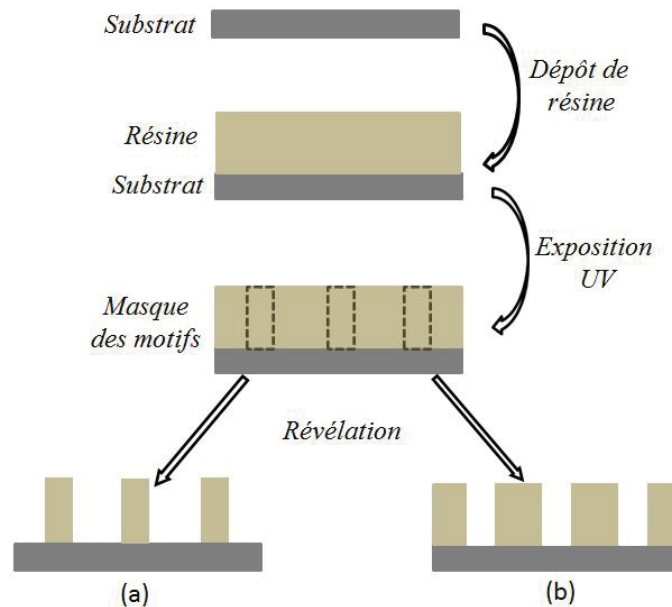 Substrat
Dépôt de
résine
Résine
Substrat
Exposition
UV
Masque
des motifs
Révélation
(a)
(b)